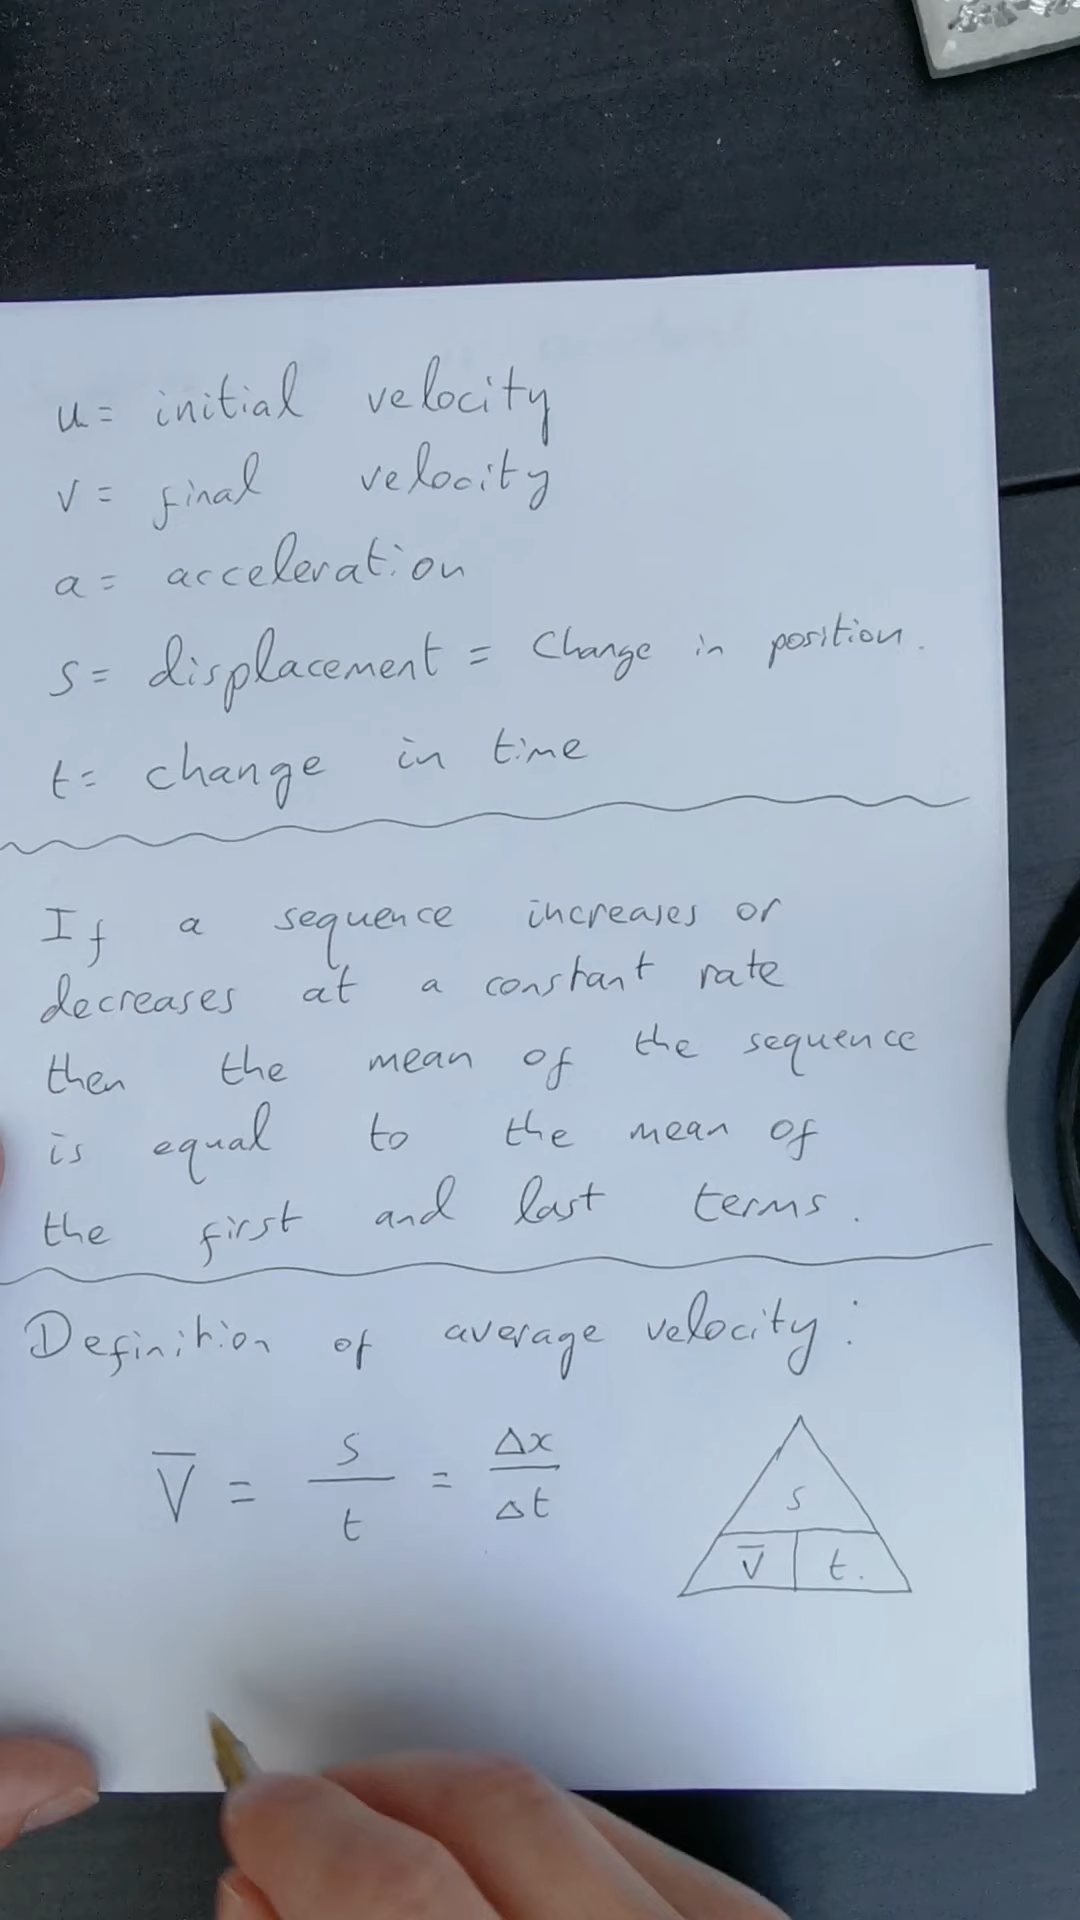 u= initial velocity
v= final velocity
a= acceleration
s= displacement = Change in position.
t= change in time
If a sequence increases or
decreases at a constant rate
then the mean of the sequence
is equal to the mean of
the first and last terms.
Definition of average velocity:
V̅ = s/t = Δx/Δt
s
v̅ t.